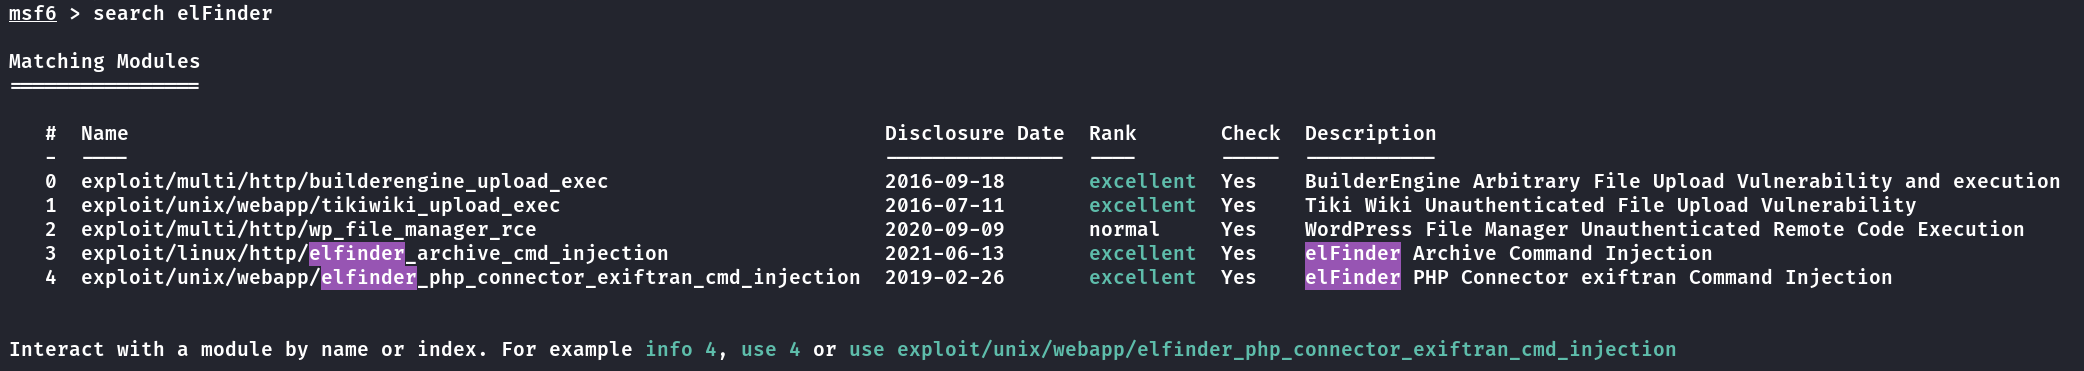 msf6 > search elFinder
Matching Modules
================
# Name Disclosure Date Rank Check Description
- ---- --------------- ---- ----- -----------
0 exploit/multi/http/builderengine_upload_exec 2016-09-18 excellent Yes BuilderEngine Arbitrary File Upload Vulnerability and execution
1 exploit/unix/webapp/tikiwiki_upload_exec 2016-07-11 excellent Yes Tiki Wiki Unauthenticated File Upload Vulnerability
2 exploit/multi/http/wp_file_manager_rce 2020-09-09 normal Yes WordPress File Manager Unauthenticated Remote Code Execution
3 exploit/linux/http/elfinder_archive_cmd_injection 2021-06-13 excellent Yes elFinder Archive Command Injection
4 exploit/unix/webapp/elfinder_php_connector_exiftran_cmd_injection 2019-02-26 excellent Yes elFinder PHP Connector exiftran Command Injection
Interact with a module by name or index. For example info 4, use 4 or use exploit/unix/webapp/elfinder_php_connector_exiftran_cmd_injection